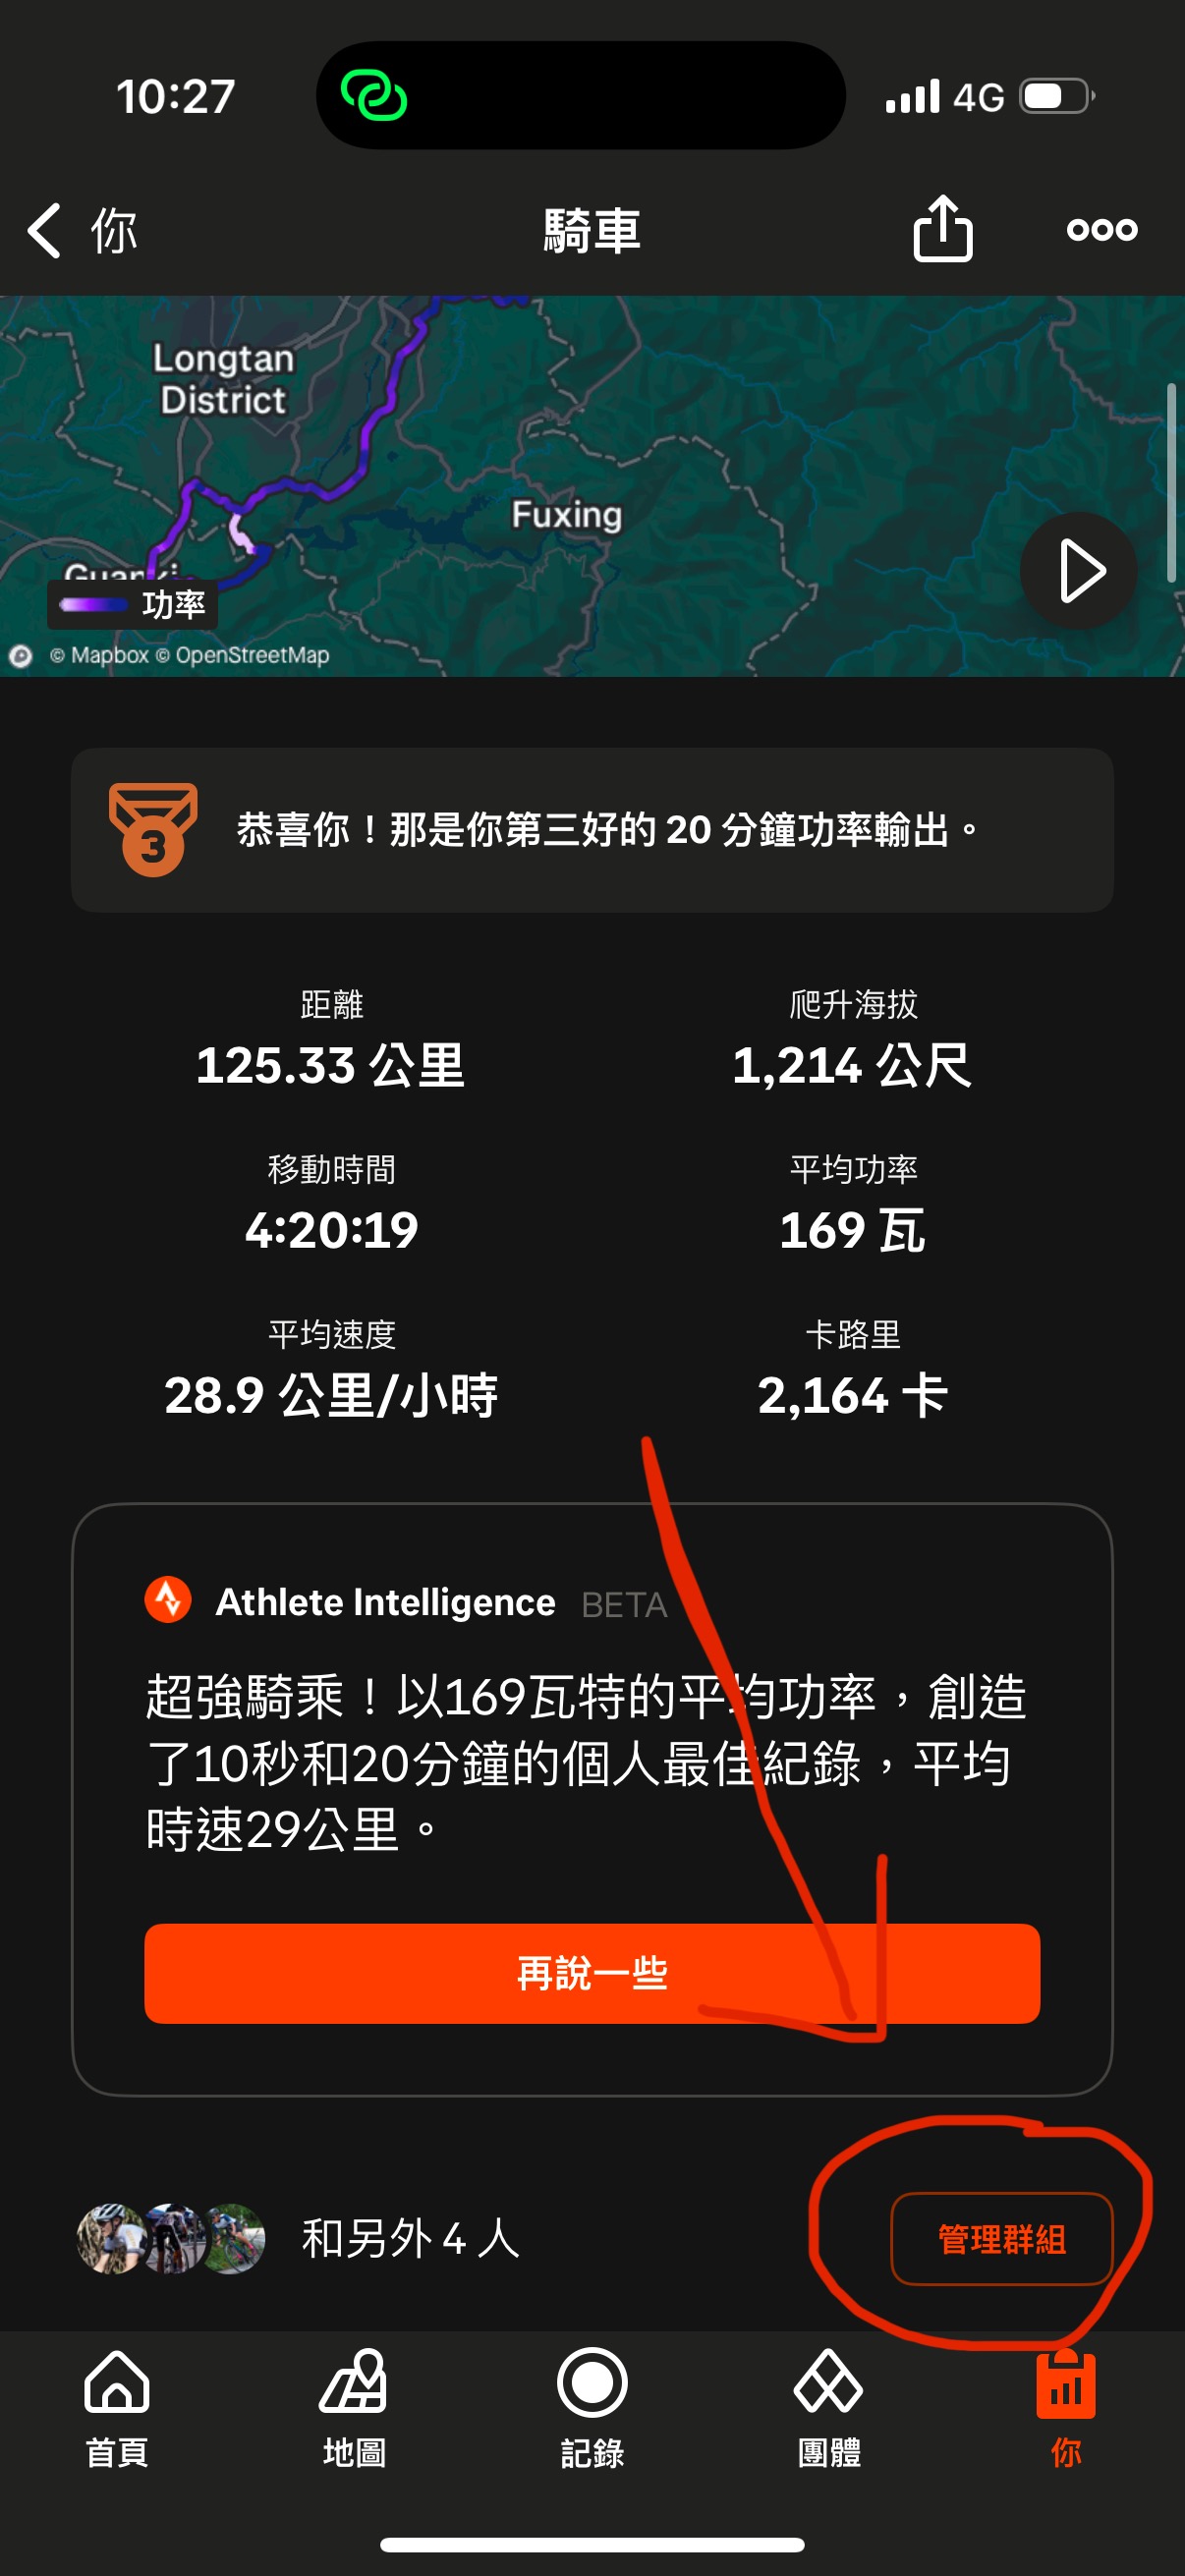 10:27
4G
你
騎車
Longtan
District
Fuxing
功率
© Mapbox © OpenStreetMap
3
恭喜你！那是你第三好的 20 分鐘功率輸出。
距離
爬升海拔
125.33 公里
1,214 公尺
移動時間
平均功率
4:20:19
169 瓦
平均速度
卡路里
28.9 公里/小時
2,164 卡
Athlete Intelligence BETA
超強騎乘！以169瓦特的平均功率，創造
了10秒和20分鐘的個人最佳紀錄，平均
時速29公里。
再說一些
和另外 4 人
管理群組
首頁
地圖
記錄
團體
你